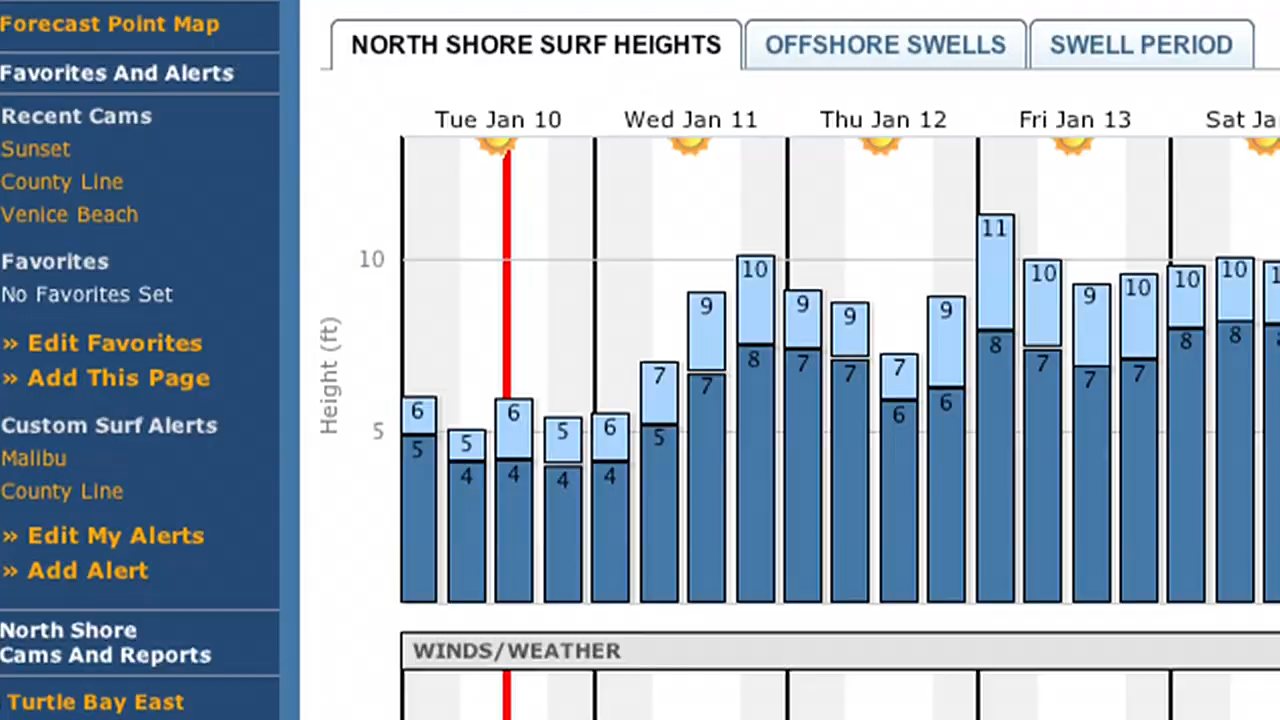 Forecast Point Map
Favorites And Alerts
Recent Cams
Sunset
County Line
Venice Beach
Favorites
No Favorites Set
» Edit Favorites
» Add This Page
Custom Surf Alerts
Malibu
County Line
» Edit My Alerts
» Add Alert
North Shore
Cams And Reports
Turtle Bay East
NORTH SHORE SURF HEIGHTS OFFSHORE SWELLS SWELL PERIOD
Tue Jan 10 Wed Jan 11 Thu Jan 12 Fri Jan 13 Sat
Height (ft)
10
5
6 5 6 5 6 7 9 10 9 9 7 9 11 10 9 10 10 10
5 4 4 4 4 5 7 8 7 7 6 6 8 7 7 7 8 8
WINDS/WEATHER